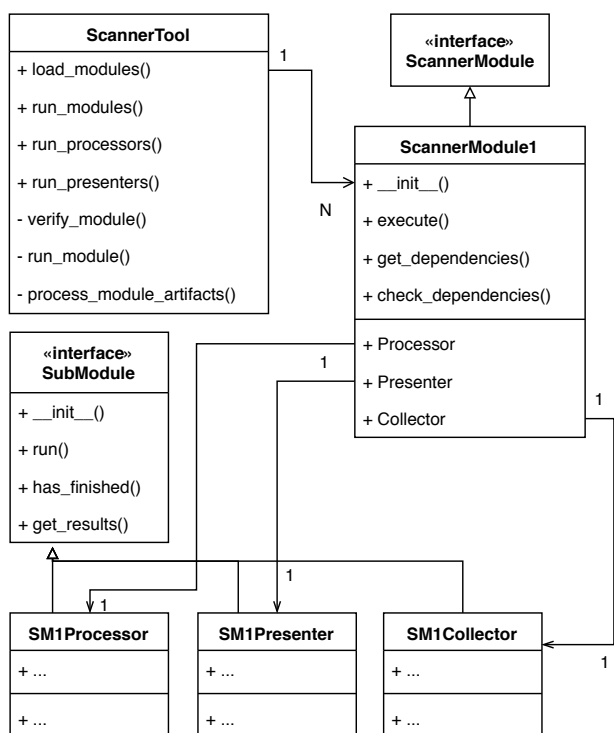 ScannerTool
+ load_modules()
+ run_modules()
+ run_processors()
+ run_presenters()
- verify_module()
- run_module()
- process_module_artifacts()
1
N
«interface»
ScannerModule
ScannerModule1
+ __init__()
+ execute()
+ get_dependencies()
+ check_dependencies()
+ Processor
+ Presenter
+ Collector
1
1
«interface»
SubModule
+ __init__()
+ run()
+ has_finished()
+ get_results()
1
1
1
SM1Processor
+ ...
+ ...
SM1Presenter
+ ...
+ ...
SM1Collector
+ ...
+ ...